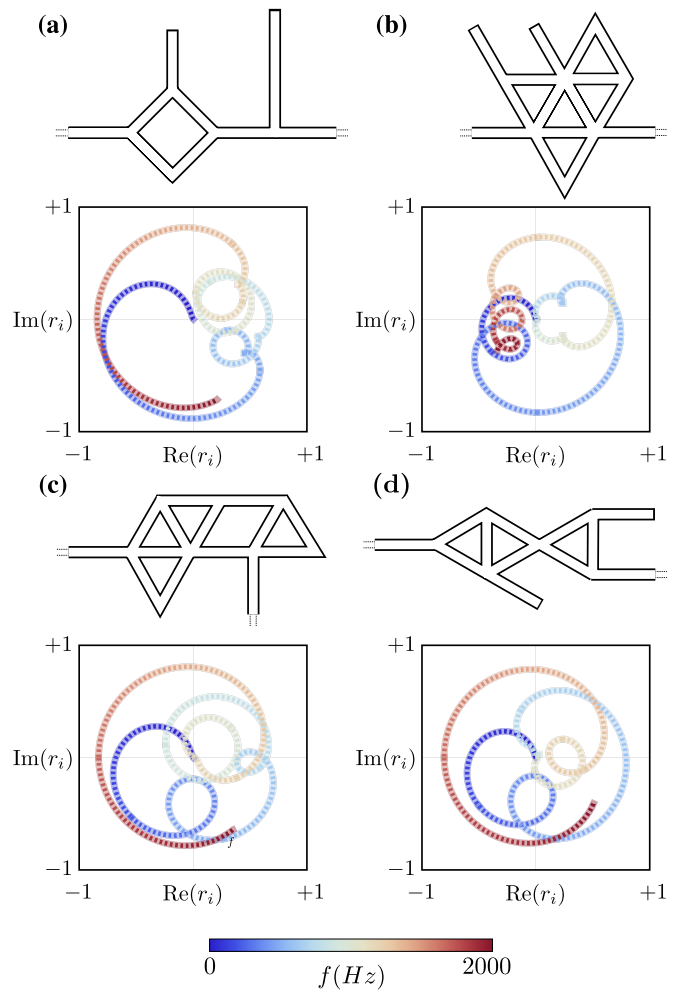 (a) (b)
+1 +1
Im(r_i) Im(r_i)
−1 −1
−1 Re(r_i) +1 −1 Re(r_i) +1
(c) (d)
+1 +1
Im(r_i) Im(r_i)
f
−1 −1
−1 Re(r_i) +1 −1 Re(r_i) +1
0 f(Hz) 2000